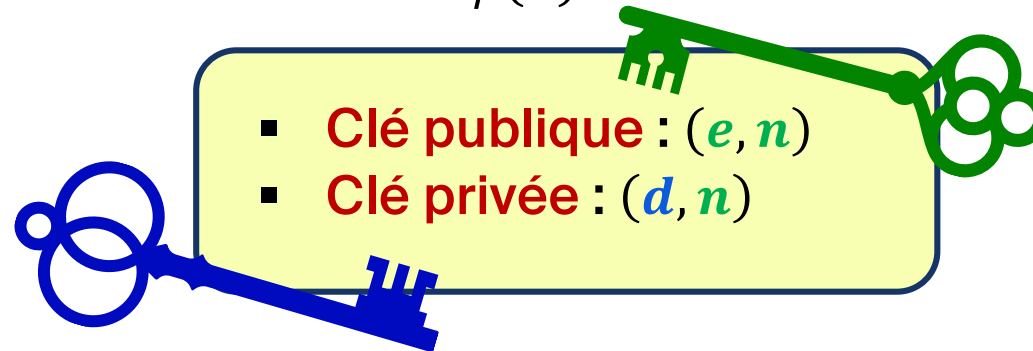 ▪ Clé publique : (e, n)
▪ Clé privée : (d, n)